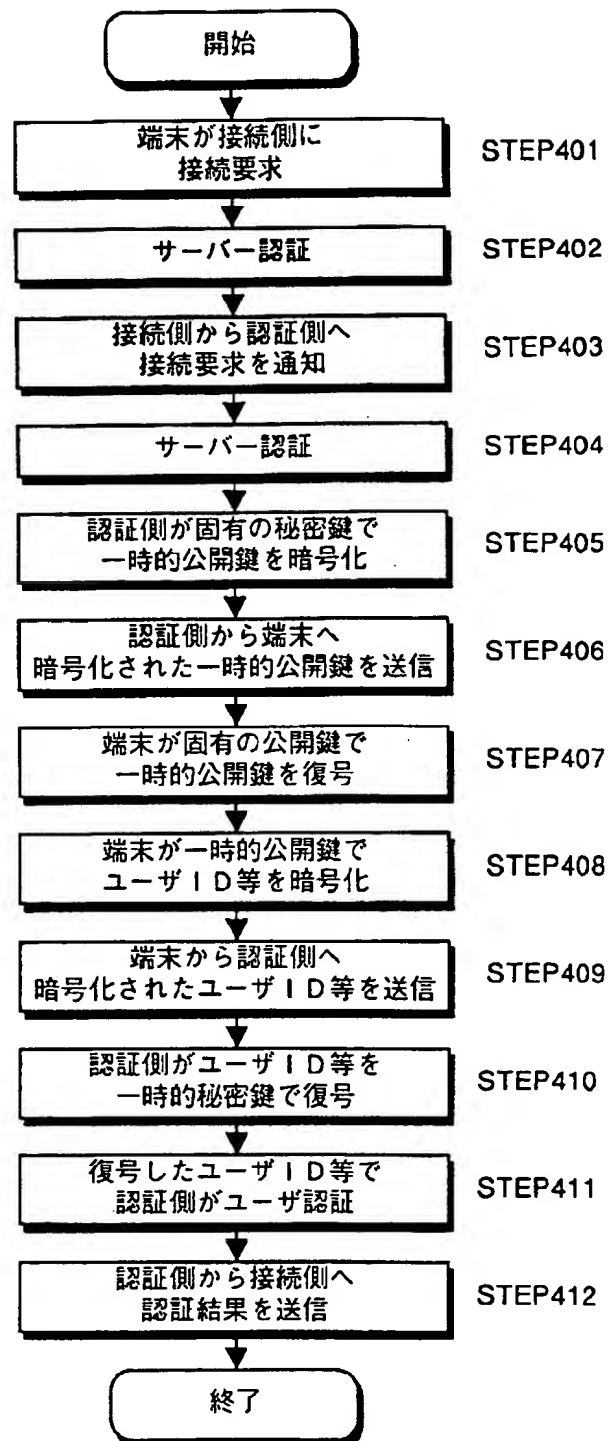 開始
端末が接続側に
接続要求
STEP401
サーバー認証
STEP402
接続側から認証側へ
接続要求を通知
STEP403
サーバー認証
STEP404
認証側が固有の秘密鍵で
一時的公開鍵を暗号化
STEP405
認証側から端末へ
暗号化された一時的公開鍵を送信
STEP406
端末が固有の公開鍵で
一時的公開鍵を復号
STEP407
端末が一時的公開鍵で
ユーザID等を暗号化
STEP408
端末から認証側へ
暗号化されたユーザID等を送信
STEP409
認証側がユーザID等を
一時的秘密鍵で復号
STEP410
復号したユーザID等で
認証側がユーザ認証
STEP411
認証側から接続側へ
認証結果を送信
STEP412
終了